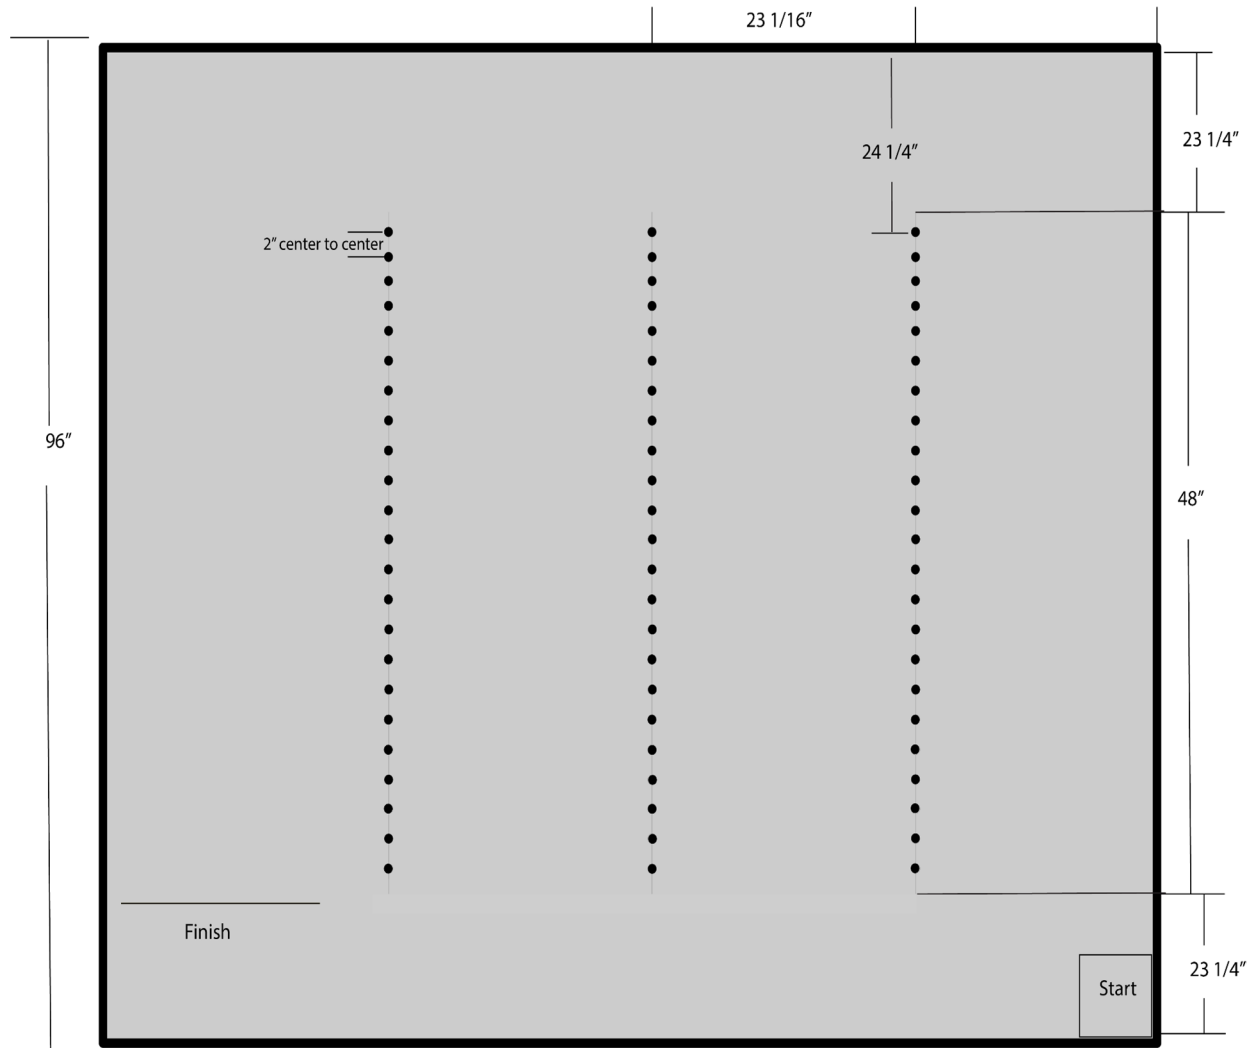 23 1/16”
24 1/4”
23 1/4”
2” center to center
96”
48”
Finish
23 1/4”
Start